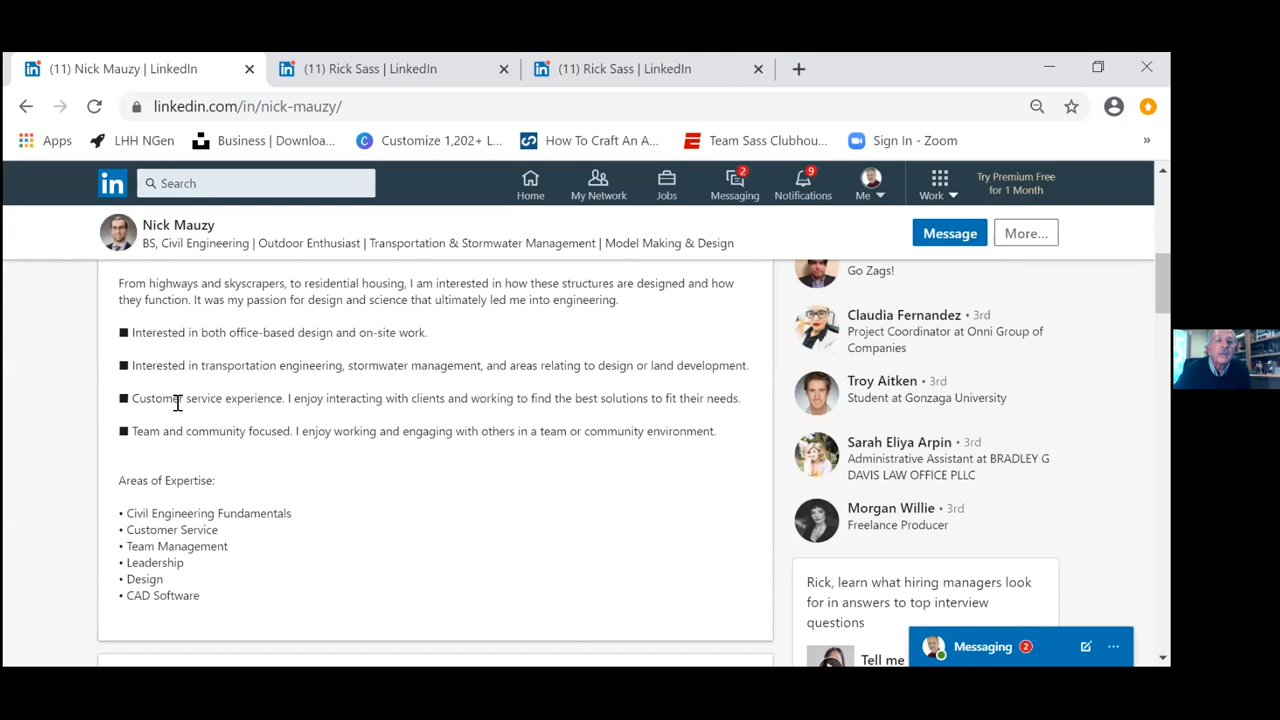 (11) Nick Mauzy | LinkedIn
(11) Rick Sass | LinkedIn
(11) Rick Sass | LinkedIn
linkedin.com/in/nick-mauzy/
Apps
LHH NGen
Business | Downloa...
Customize 1,202+ L...
How To Craft An A...
Team Sass Clubhou...
Sign In - Zoom
»
in
Search
Home
My Network
Jobs
2
Messaging
9
Notifications
Me
Work
Try Premium Free
for 1 Month
Nick Mauzy
BS, Civil Engineering | Outdoor Enthusiast | Transportation & Stormwater Management | Model Making & Design
Message
More...
From highways and skyscrapers, to residential housing, I am interested in how these structures are designed and how
they function. It was my passion for design and science that ultimately led me into engineering.
■ Interested in both office-based design and on-site work.
■ Interested in transportation engineering, stormwater management, and areas relating to design or land development.
■ Customer service experience. I enjoy interacting with clients and working to find the best solutions to fit their needs.
■ Team and community focused. I enjoy working and engaging with others in a team or community environment.
Areas of Expertise:
• Civil Engineering Fundamentals
• Customer Service
• Team Management
• Leadership
• Design
• CAD Software
Go Zags!
Claudia Fernandez • 3rd
Project Coordinator at Onni Group of
Companies
Troy Aitken • 3rd
Student at Gonzaga University
Sarah Eliya Arpin • 3rd
Administrative Assistant at BRADLEY G
DAVIS LAW OFFICE PLLC
Morgan Willie • 3rd
Freelance Producer
Rick, learn what hiring managers look
for in answers to top interview
questions
Tell me
Messaging 2